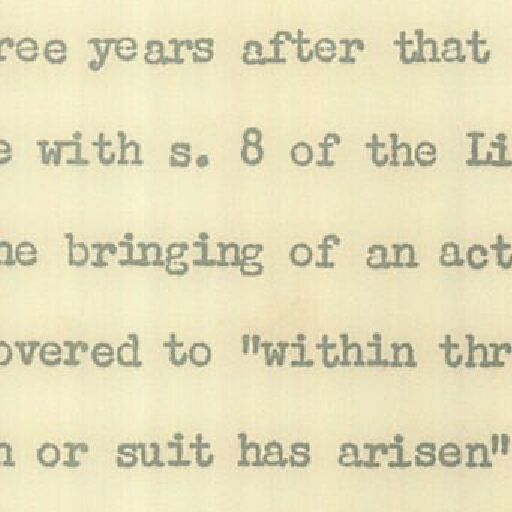 ree years after that
e with s. 8 of the Li
he bringing of an act
overed to "within thr
n or suit has arisen"